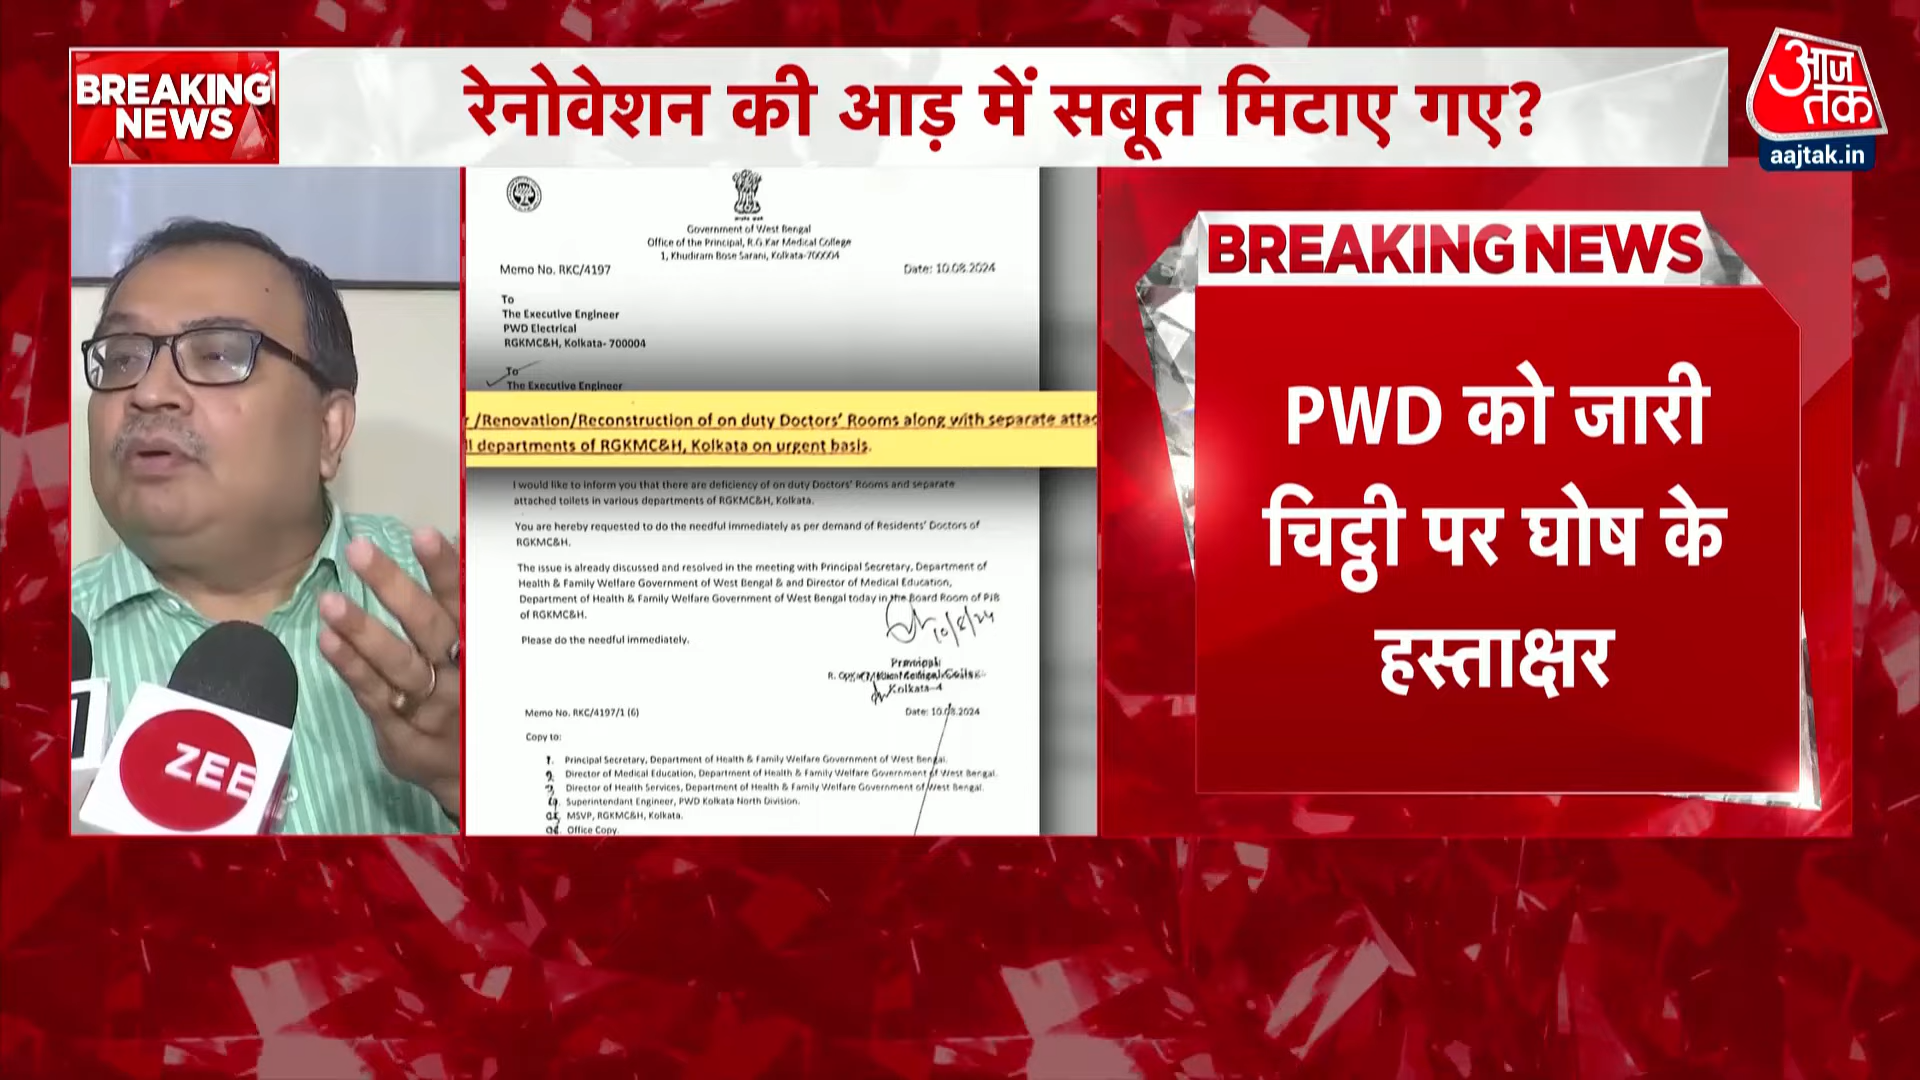 BREAKING
NEWS
रेनोवेशन की आड़ में सबूत मिटाए गए?
आज
तक
aajtak.in
ZEE
Government of West Bengal
Office of the Principal, R.G.Kar Medical College
1, Khudiram Bose Sarani, Kolkata-700004
Memo No. RKC/4197
Date: 10.08.2024
To
The Executive Engineer
PWD Electrical
RGKMC&H, Kolkata- 700004
To
The Executive Engineer
/Renovation/Reconstruction of on duty Doctors' Rooms along with separate
departments of RGKMC&H, Kolkata on urgent basis.
I would like to inform you that there are deficiency of on duty Doctors' Rooms and separate
attached toilets in various departments of RGKMC&H, Kolkata.
You are hereby requested to do the needful immediately as per demand of Residents' Doctors of
RGKMC&H.
The issue is already discussed and resolved in the meeting with Principal Secretary, Department of
Health & Family Welfare Government of West Bengal & and Director of Medical Education,
Department of Health & Family Welfare Government of West Bengal today in the Board Room of
of RGKMC&H.
10/8/24
Please do the needful immediately.
Principal
Kolkata-4
Memo No. RKC/4197/1 (6)
Date: 10.08.2024
Copy to:
Principal Secretary, Department of Health & Family Welfare Government of West Bengal.
Director of Medical Education, Department of Health & Family Welfare Government of West Bengal.
Director of Health Services, Department of Health & Family Welfare Government of West Bengal.
Superintendant Engineer, PWD Kolkata North Division.
MSVP, RGKMC&H, Kolkata.
Office Copy.
BREAKING NEWS
PWD को जारी
चिट्ठी पर घोष के
हस्ताक्षर